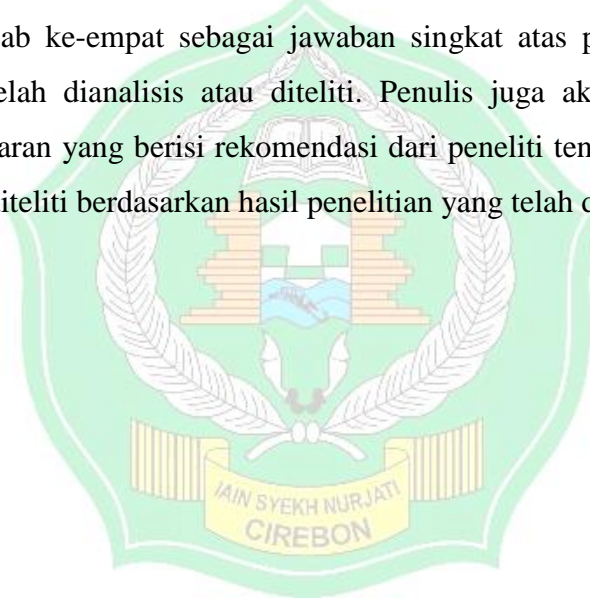 ab ke-empat sebagai jawaban singkat atas p
elah dianalisis atau diteliti. Penulis juga ak
aran yang berisi rekomendasi dari peneliti ten
iteliti berdasarkan hasil penelitian yang telah d
IAIN SYEKH NURJATI
CIREBON